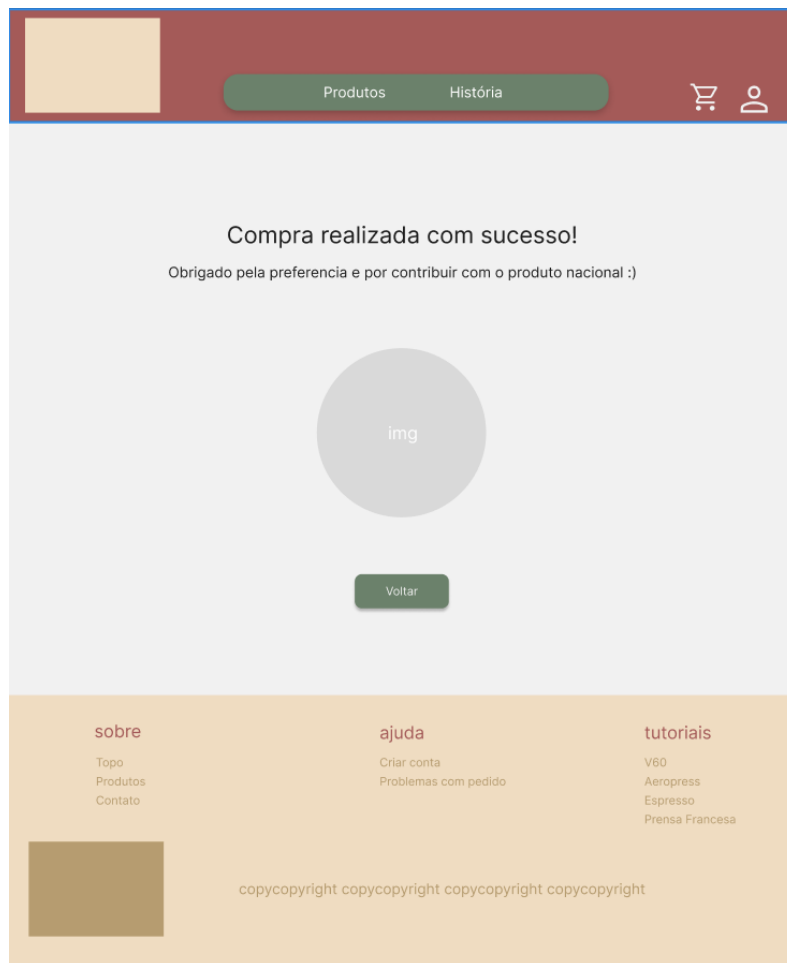 Produtos História
Compra realizada com sucesso!
Obrigado pela preferencia e por contribuir com o produto nacional :)
img
Voltar
sobre
Topo
Produtos
Contato
ajuda
Criar conta
Problemas com pedido
tutoriais
V60
Aeropress
Espresso
Prensa Francesa
copycopyright copycopyright copycopyright copycopyright